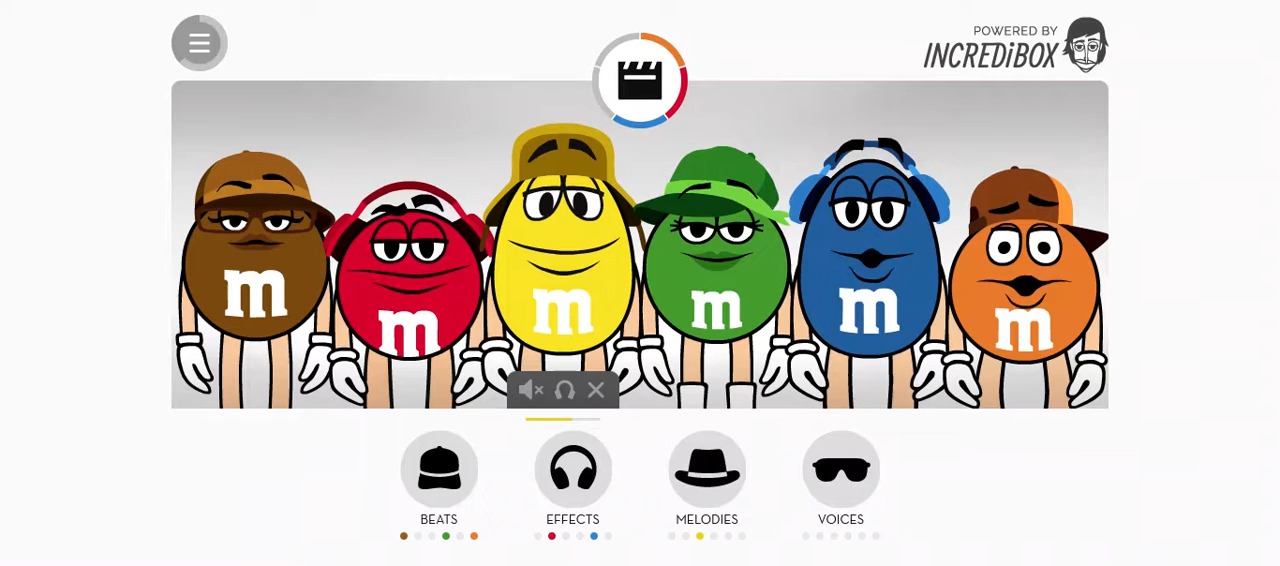 POWERED BY
INCREDiBOX
m m m m m m
BEATS EFFECTS MELODIES VOICES